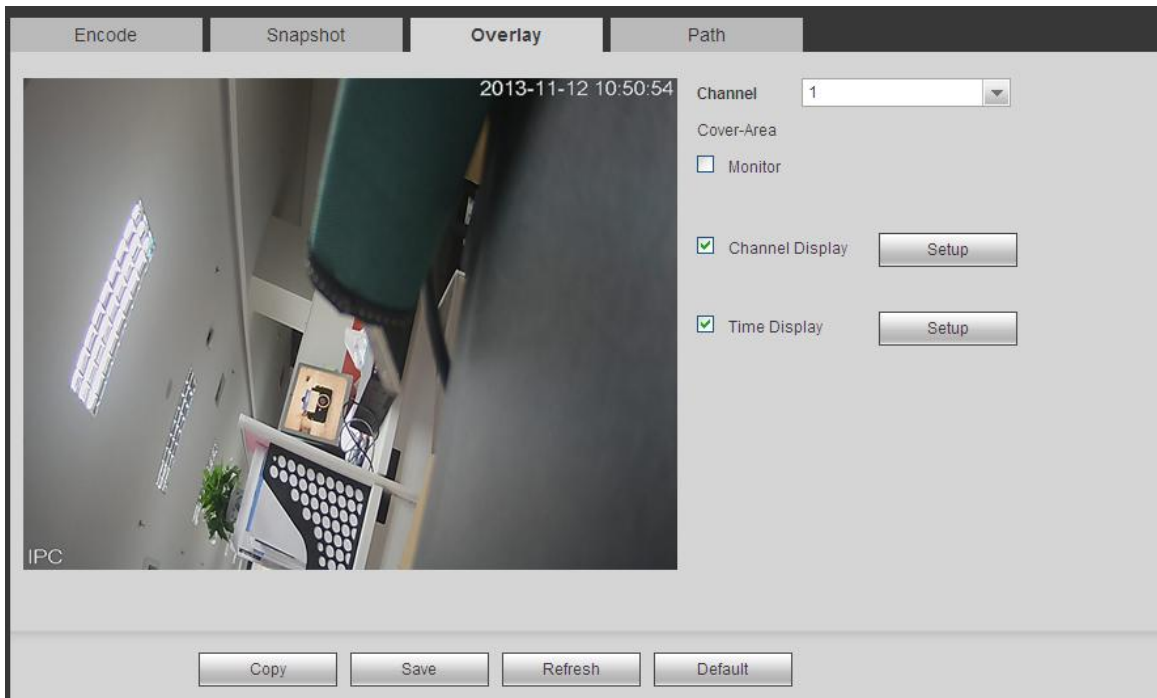 Encode Snapshot Overlay Path
2013-11-12 10:50:54
Channel 1
Cover-Area
Monitor
Channel Display Setup
Time Display Setup
IPC
Copy Save Refresh Default